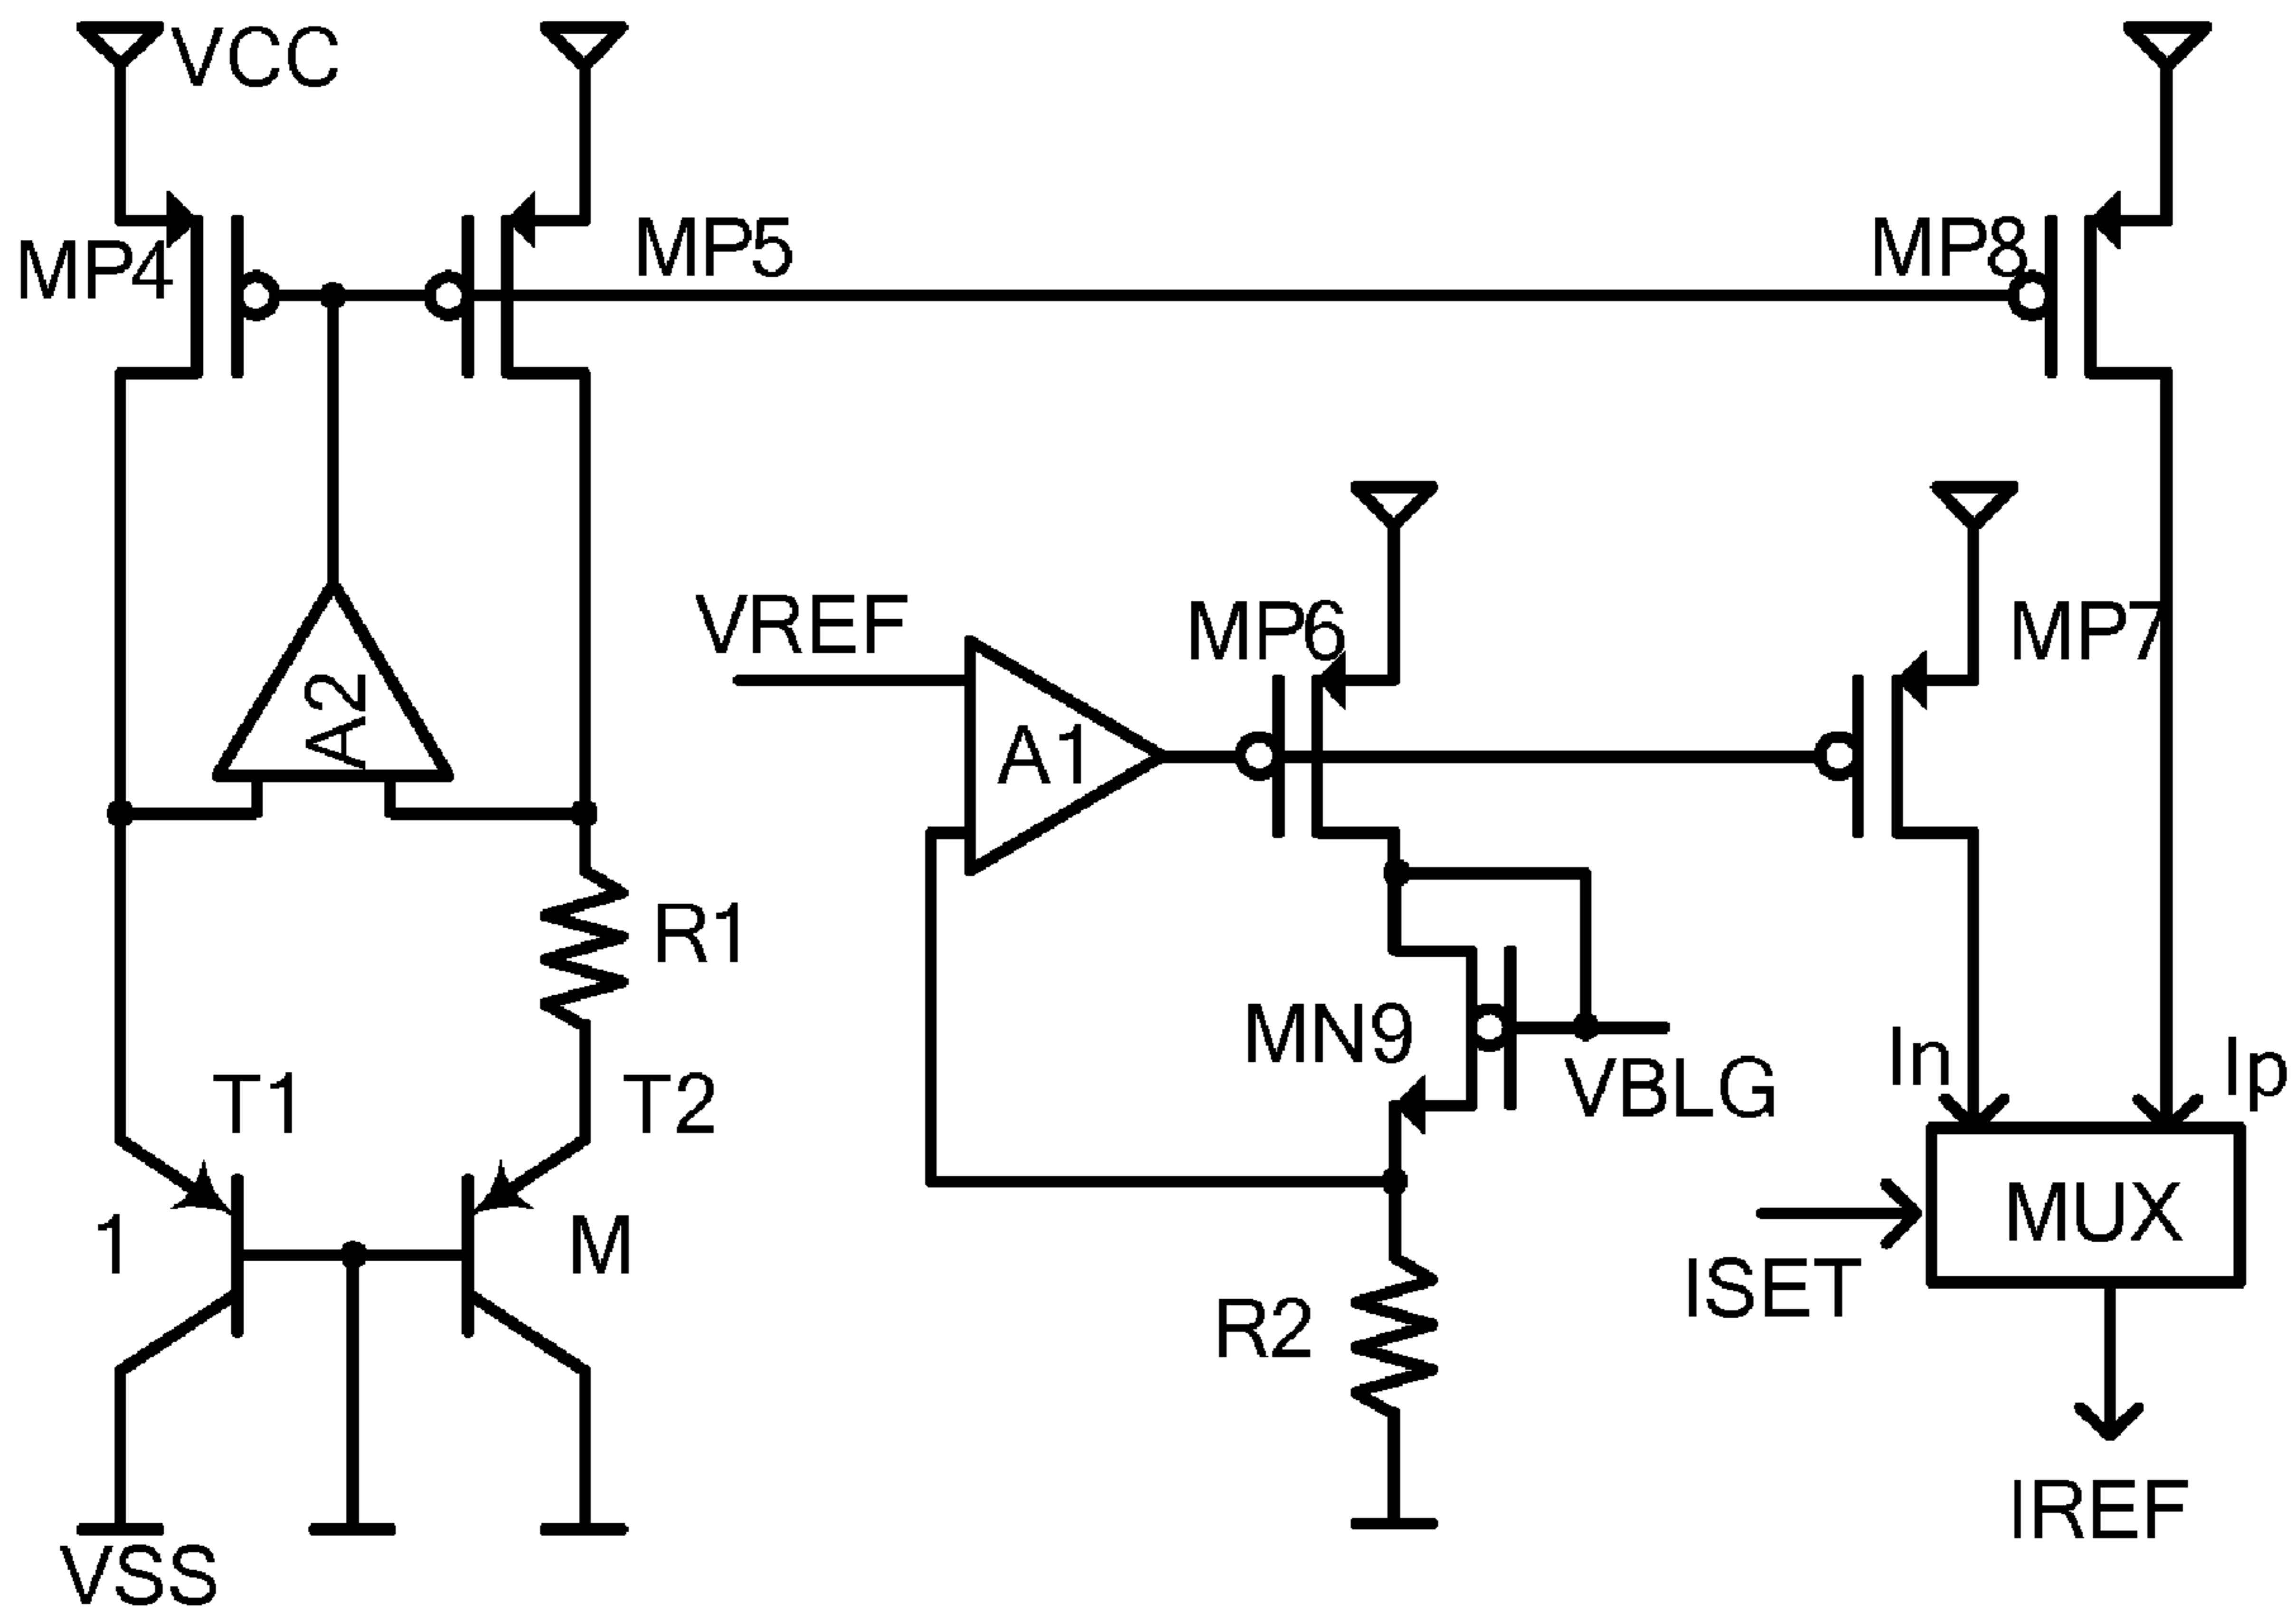 VCC
MP4
MP5
MP8
VREF
MP6
MP7
A2
A1
R1
MN9
In
Ip
T1
T2
VBLG
1
M
MUX
ISET
R2
IREF
VSS